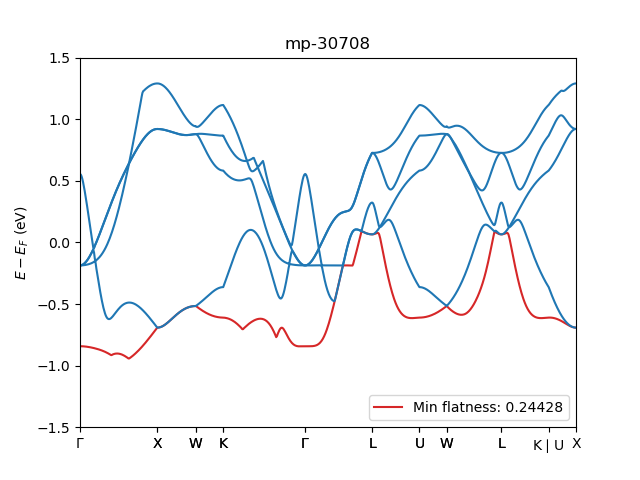 mp-30708
E − E_F (eV)
1.5
1.0
0.5
0.0
−0.5
−1.0
−1.5
Min flatness: 0.24428
Γ X W K Γ L U W L K | U X